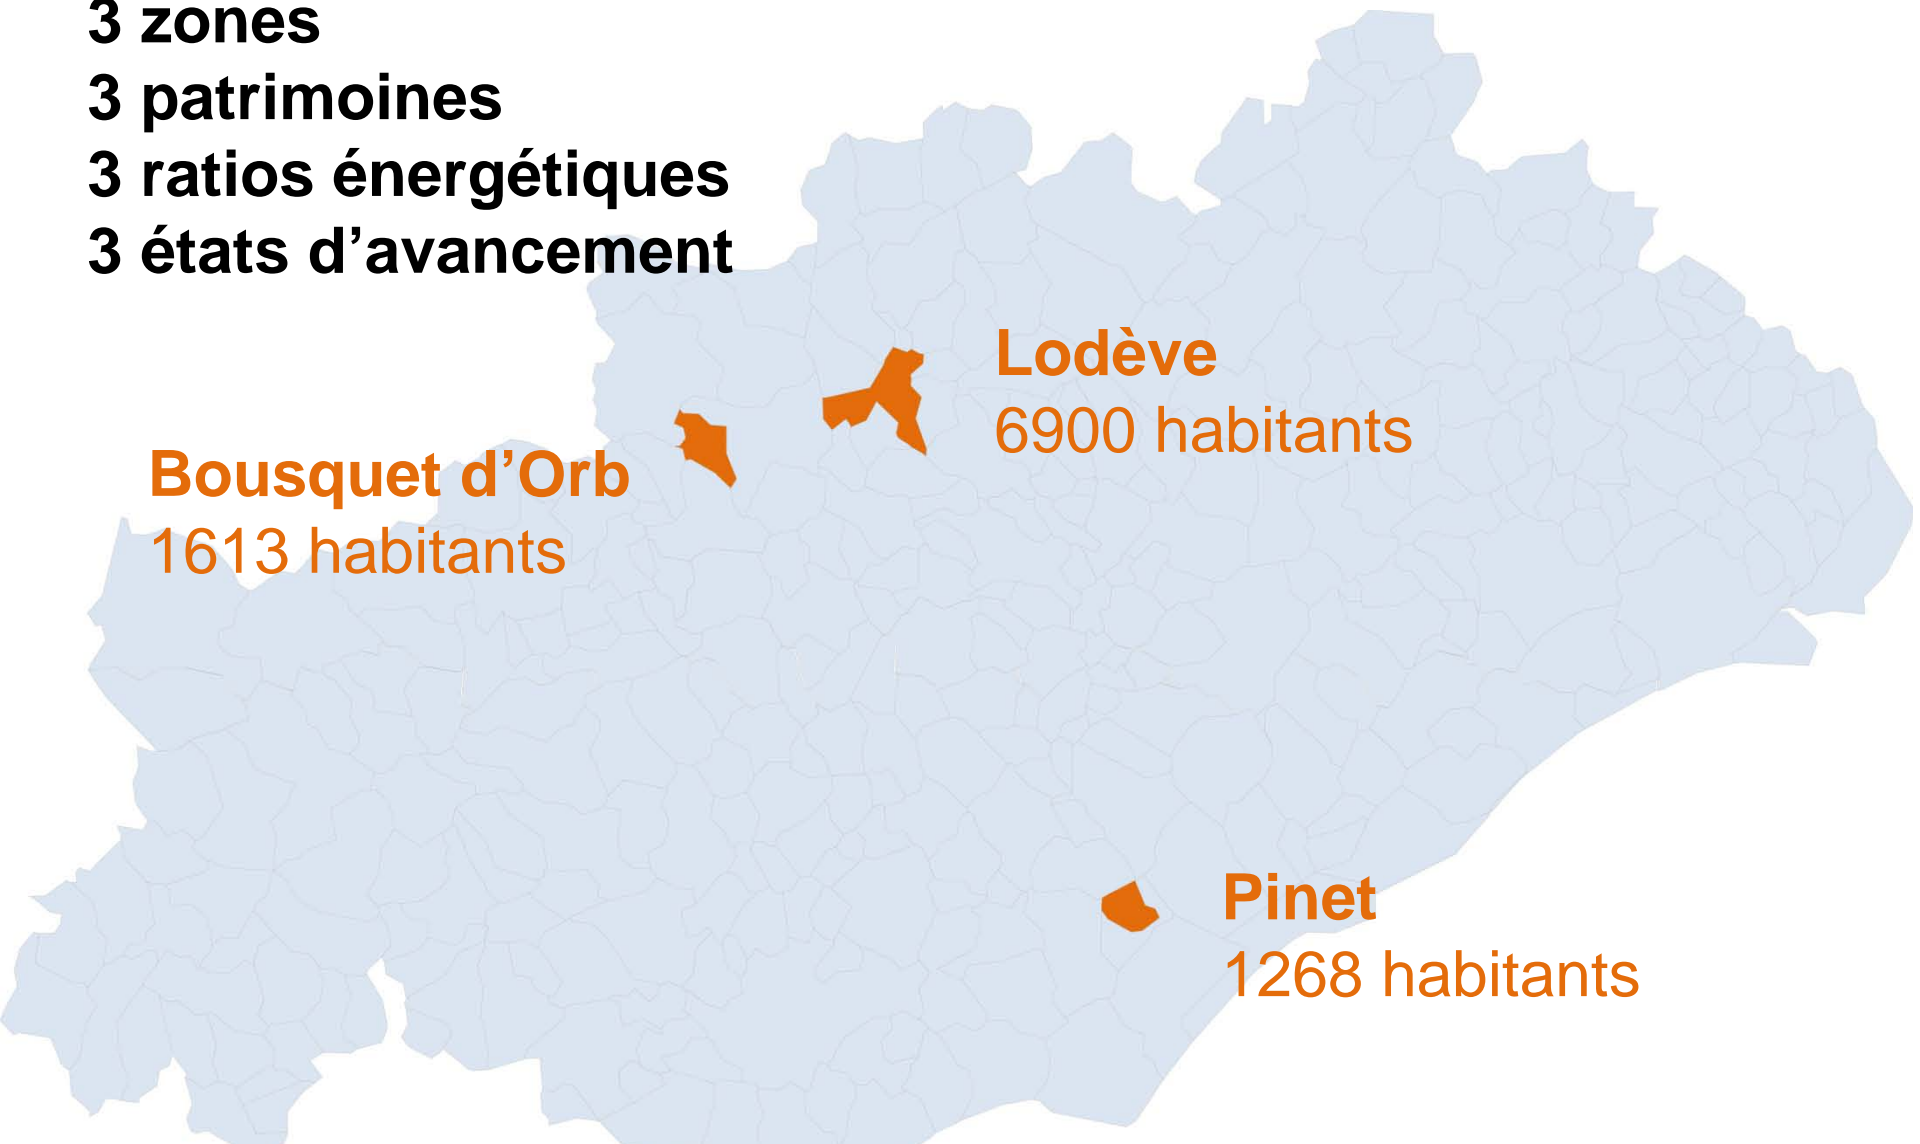 3 zones
3 patrimoines
3 ratios énergétiques
3 états d’avancement
Lodève
6900 habitants
Bousquet d’Orb
1613 habitants
Pinet
1268 habitants